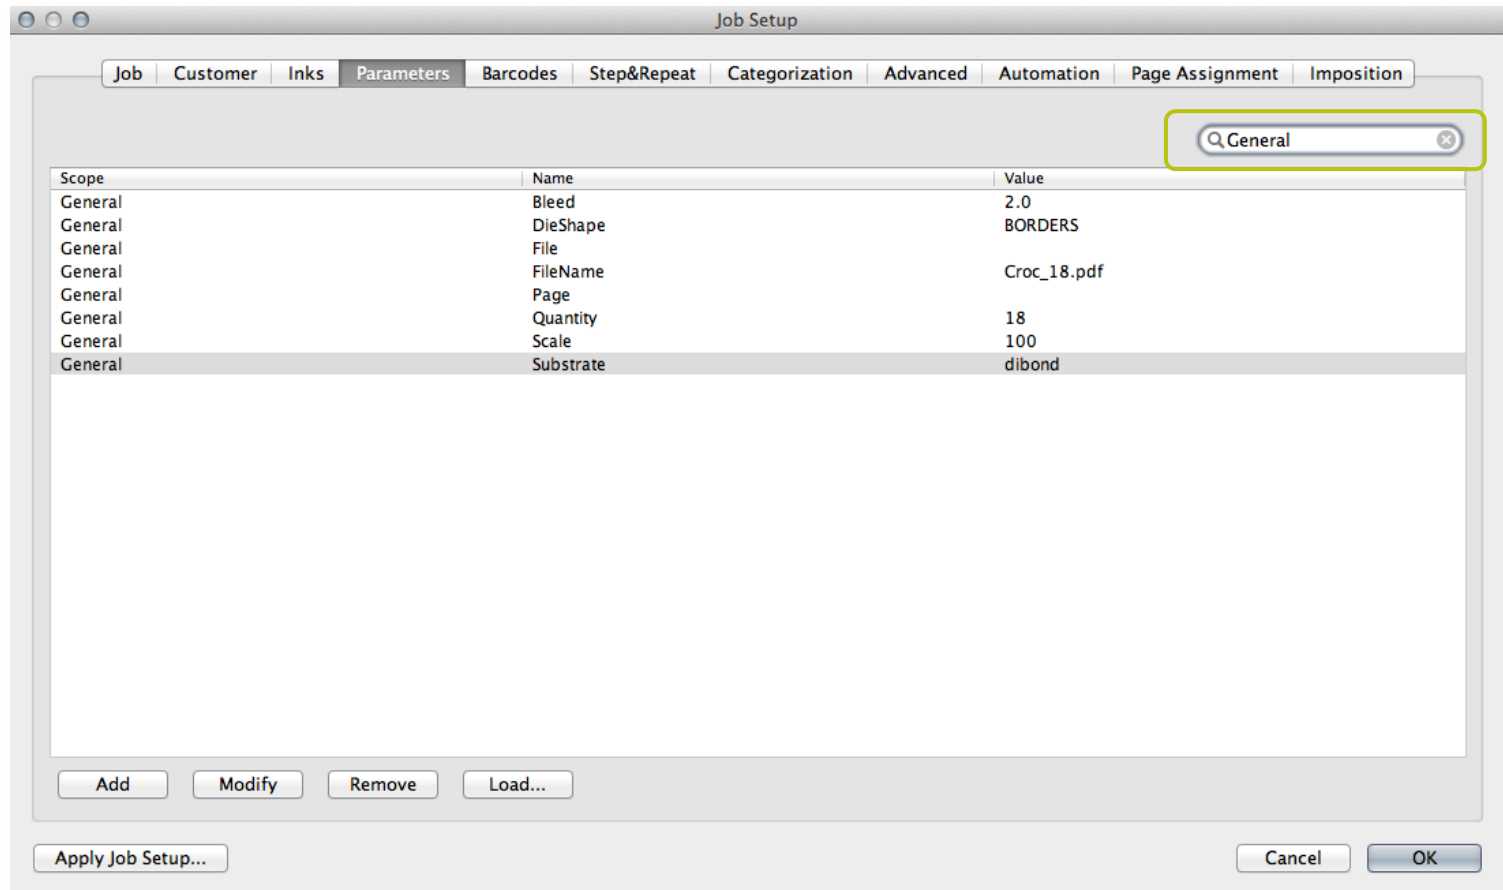 Job Setup
Job Customer Inks Parameters Barcodes Step&Repeat Categorization Advanced Automation Page Assignment Imposition
General
Scope Name Value
General Bleed 2.0
General DieShape BORDERS
General File
General FileName Croc_18.pdf
General Page
General Quantity 18
General Scale 100
General Substrate dibond
Add Modify Remove Load...
Apply Job Setup... Cancel OK